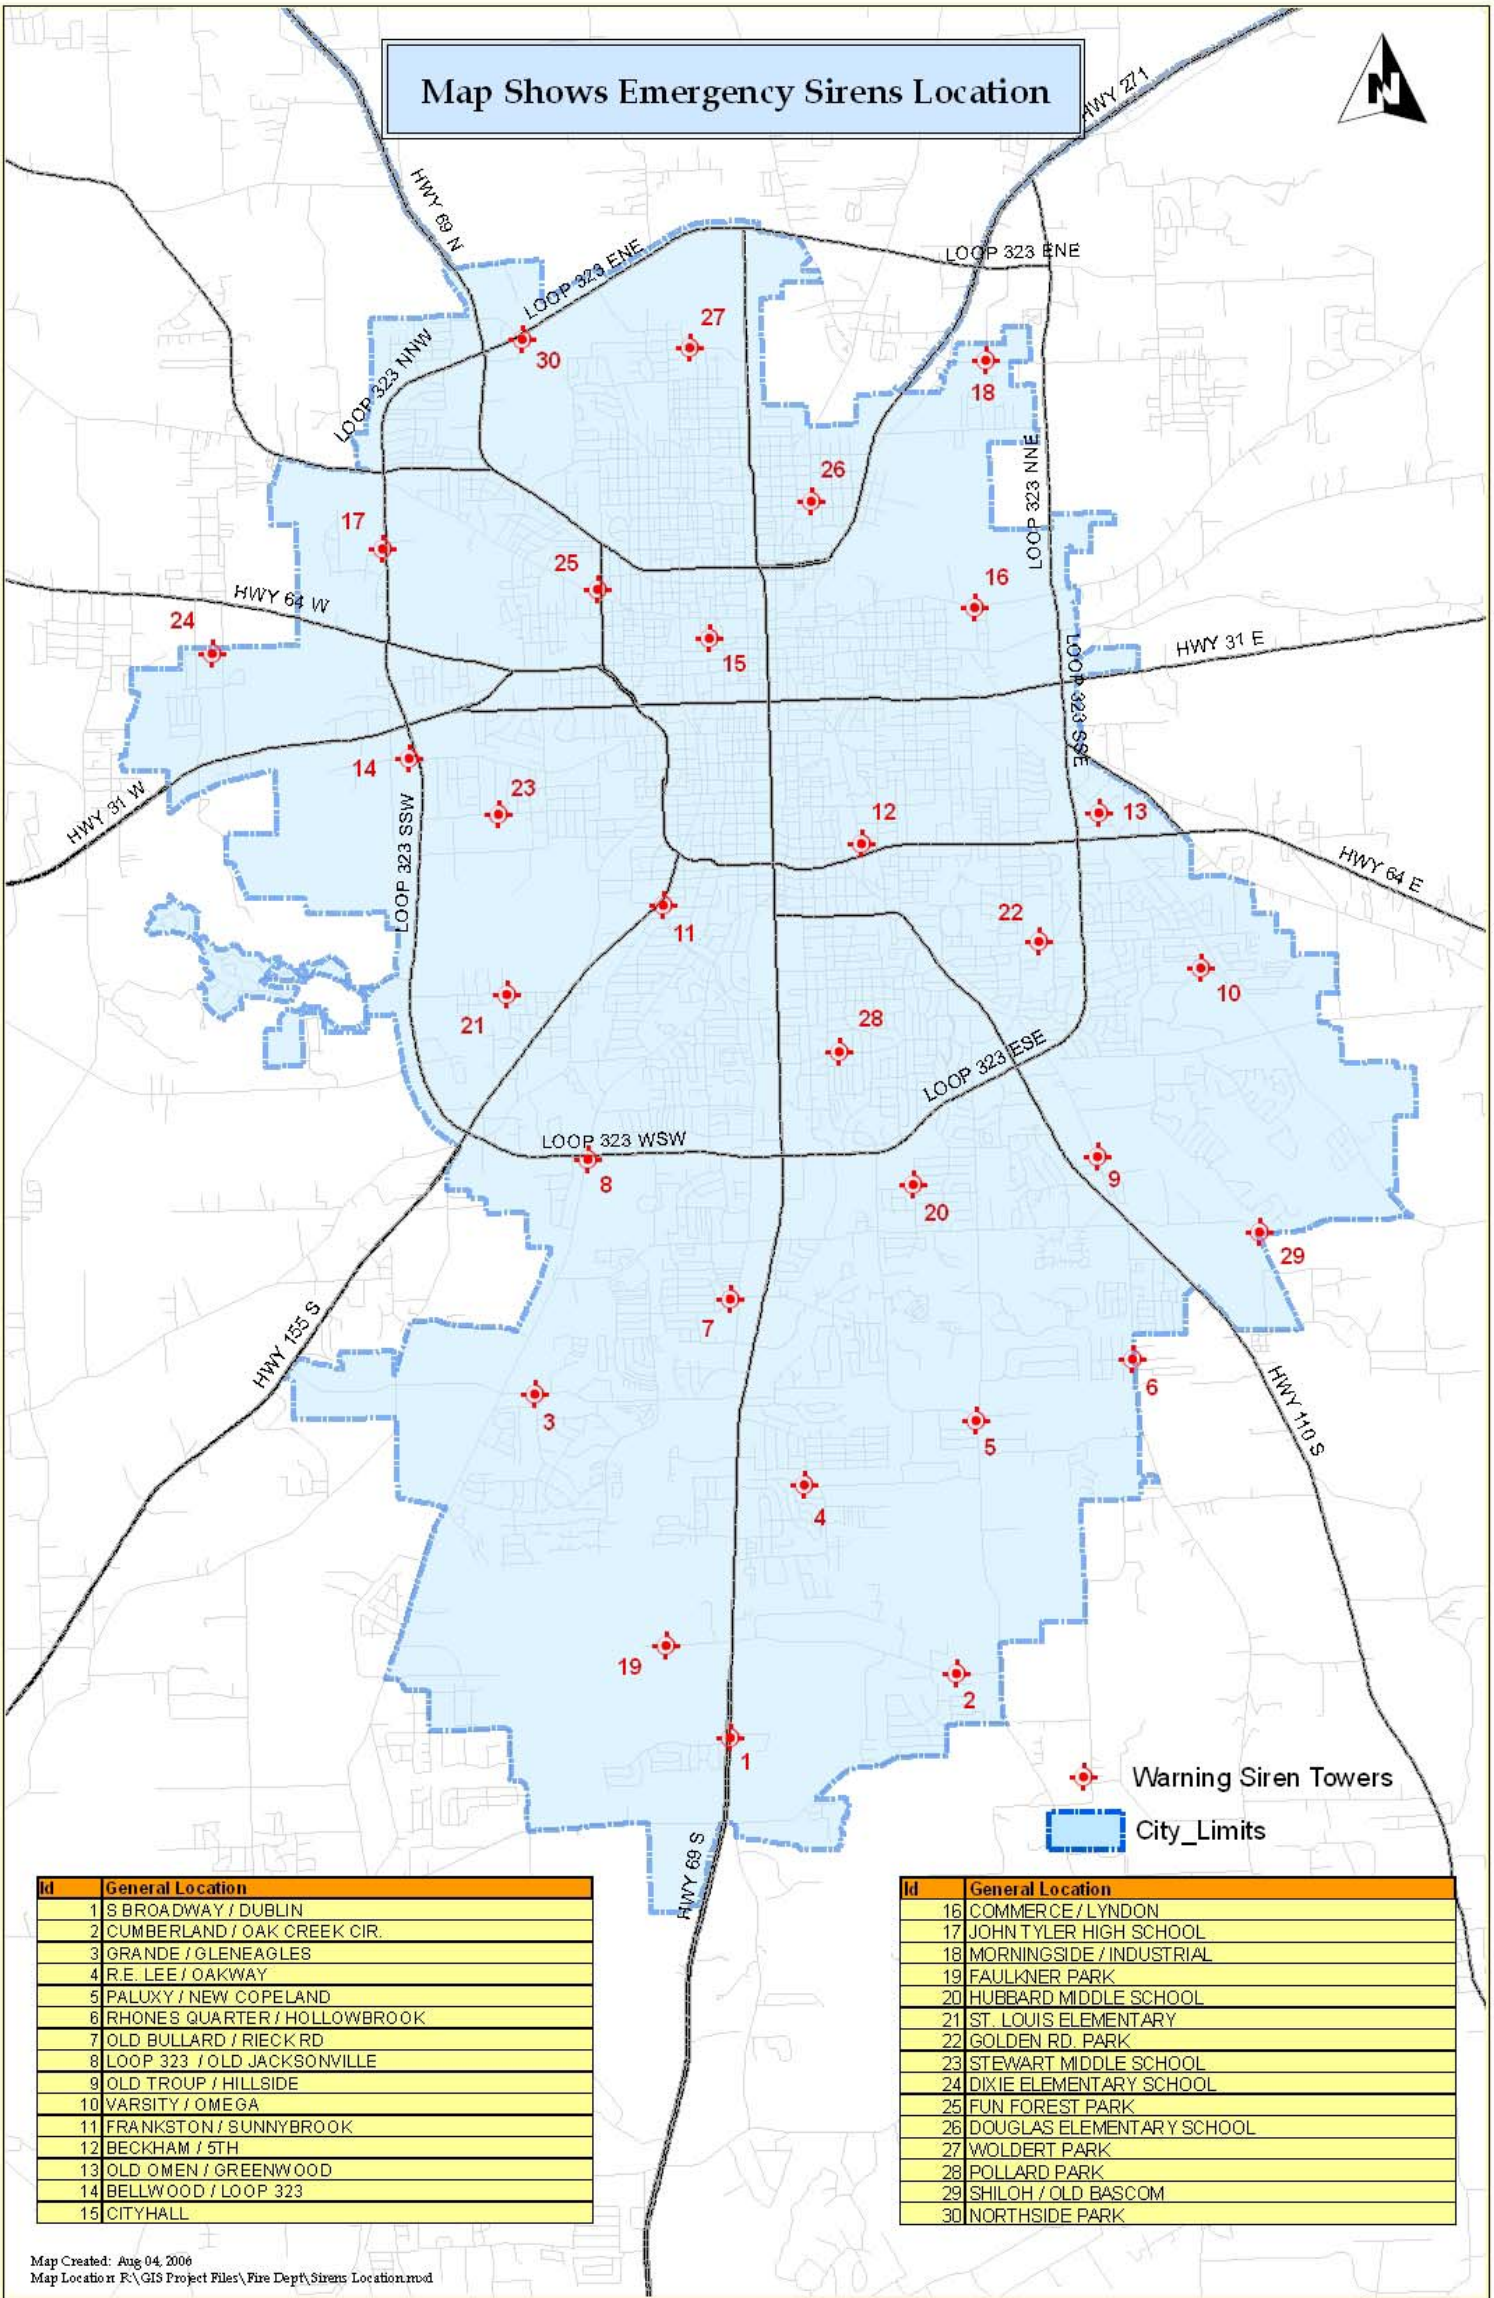 Map Shows Emergency Sirens Location
N
HWY 271
HWY 69 N
LOOP 323 ENE
LOOP 323 ENE
27
30
LOOP 323 NNW
18
26
LOOP 323 NNE
17
25
16
HWY 64 W
24
15
HWY 31 E
LOOP 323 SSE
14
23
HWY 31 W
12
13
LOOP 323 SSW
HWY 64 E
11
22
10
21
28
LOOP 323 ESE
LOOP 323 WSW
8
9
20
29
7
HWY 155 S
6
3
HWY 110 S
5
4
19
2
1
Warning Siren Towers
City_Limits
HWY 69 S
Id General Location
1 S BROADWAY / DUBLIN
2 CUMBERLAND / OAK CREEK CIR.
3 GRANDE / GLENEAGLES
4 R.E. LEE / OAKWAY
5 PALUXY / NEW COPELAND
6 RHONES QUARTER / HOLLOWBROOK
7 OLD BULLARD / RIECK RD
8 LOOP 323 / OLD JACKSONVILLE
9 OLD TROUP / HILLSIDE
10 VARSITY / OMEGA
11 FRANKSTON / SUNNYBROOK
12 BECKHAM / 5TH
13 OLD OMEN / GREENWOOD
14 BELLWOOD / LOOP 323
15 CITYHALL
Id General Location
16 COMMERCE / LYNDON
17 JOHN TYLER HIGH SCHOOL
18 MORNINGSIDE / INDUSTRIAL
19 FAULKNER PARK
20 HUBBARD MIDDLE SCHOOL
21 ST. LOUIS ELEMENTARY
22 GOLDEN RD. PARK
23 STEWART MIDDLE SCHOOL
24 DIXIE ELEMENTARY SCHOOL
25 FUN FOREST PARK
26 DOUGLAS ELEMENTARY SCHOOL
27 WOLDERT PARK
28 POLLARD PARK
29 SHILOH / OLD BASCOM
30 NORTHSIDE PARK
Map Created: Aug 04, 2006
Map Location: R:\GIS Project Files\Fire Dept\Sirens Location.mxd